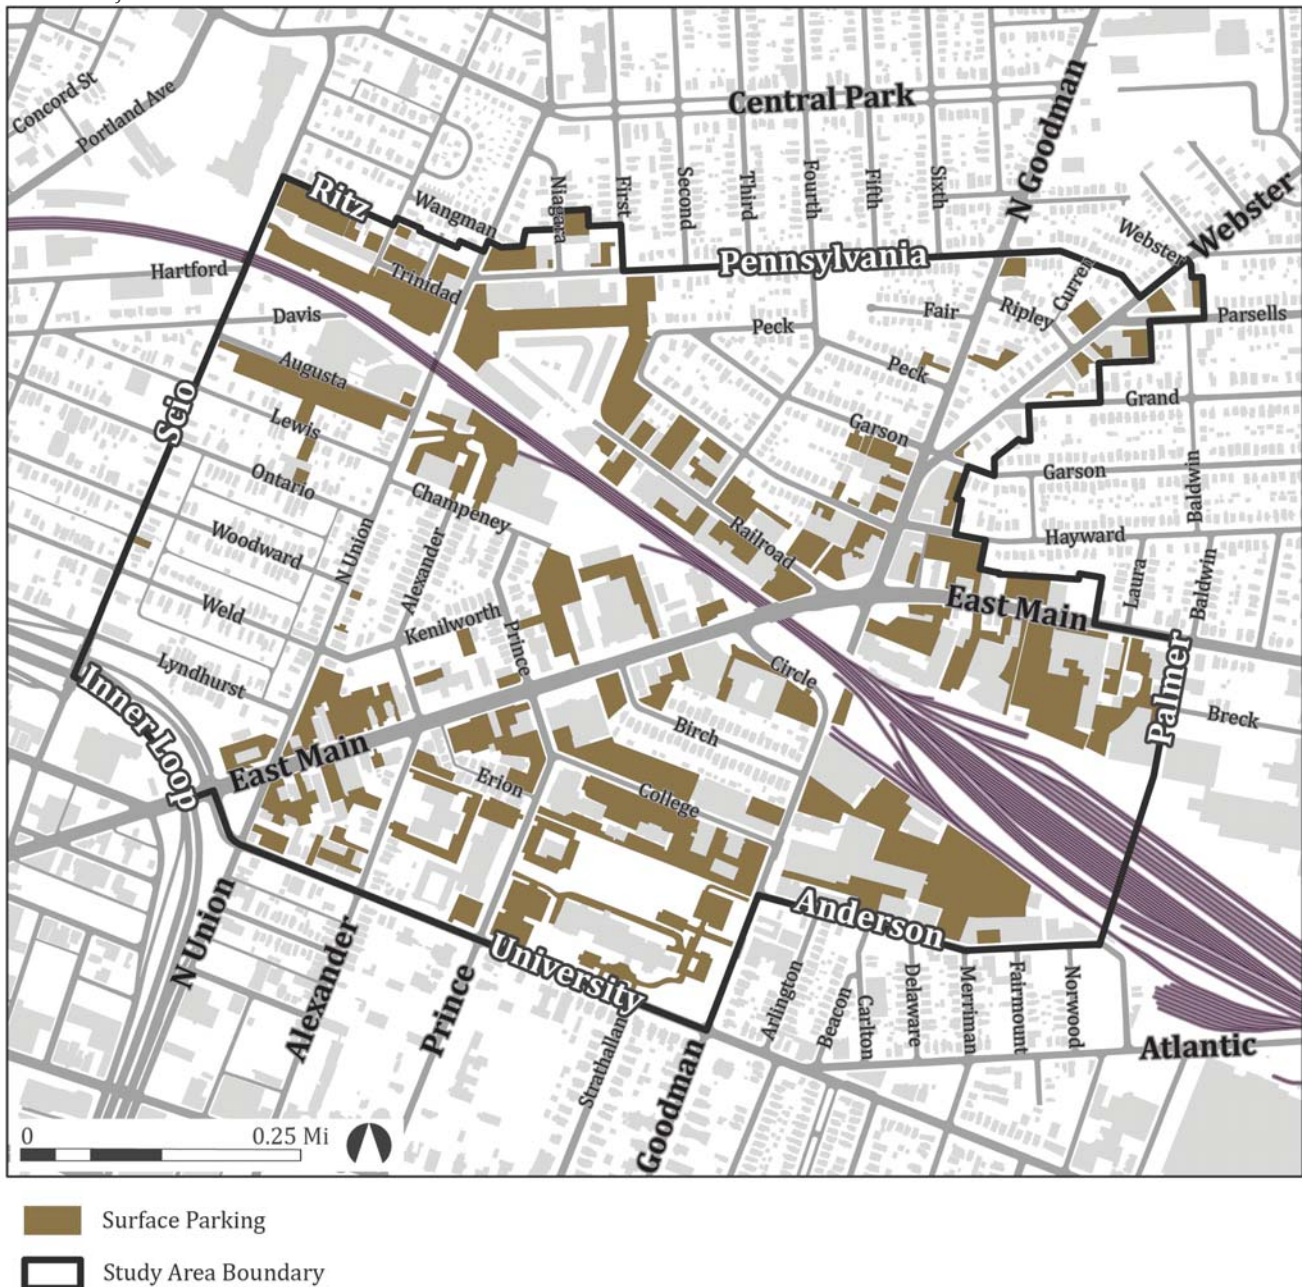 Central Park
N Goodman
Concord St
Portland Ave
Second
Third
Fourth
Fifth
Sixth
Niagara
First
Ritz
Wangman
Webster
Webster
Pennsylvania
Hartford
Trinidad
Curren
Davis
Peck
Fair
Ripley
Parsells
Augusta
Peck
Scio
Lewis
Grand
Garson
Garson
Ontario
Champeney
Baldwin
Woodward
N Union
Alexander
Railroad
Hayward
Weld
Kenilworth
Prince
East Main
Laura
Baldwin
Lyndhurst
Circle
Palmer
Inner Loop
Birch
Breck
East Main
Erion
College
N Union
Alexander
Prince
University
Anderson
Arlington
Beacon
Carlton
Delaware
Merriman
Fairmount
Norwood
Strathallan
Goodman
Atlantic
0 0.25 Mi
Surface Parking
Study Area Boundary